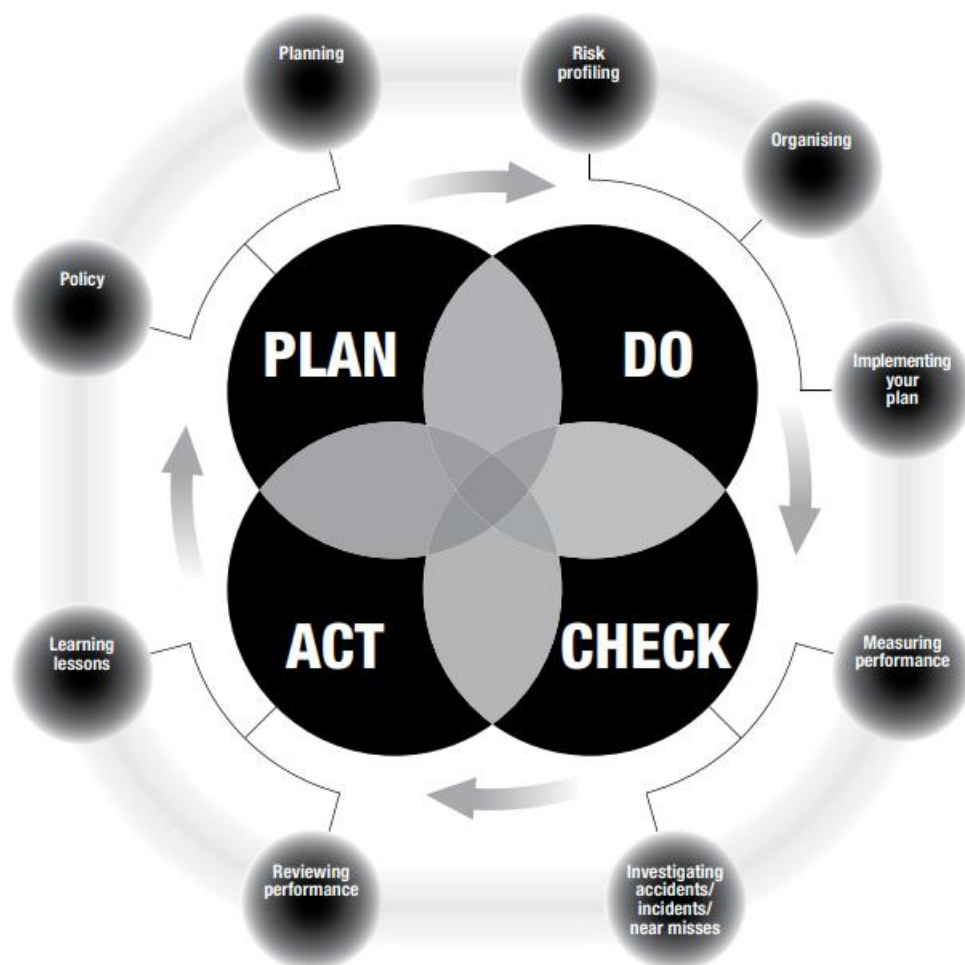 Planning
Risk
profiling
Organising
Policy
PLAN
DO
Implementing
your
plan
ACT
CHECK
Learning
lessons
Measuring
performance
Reviewing
performance
Investigating
accidents/
incidents/
near misses